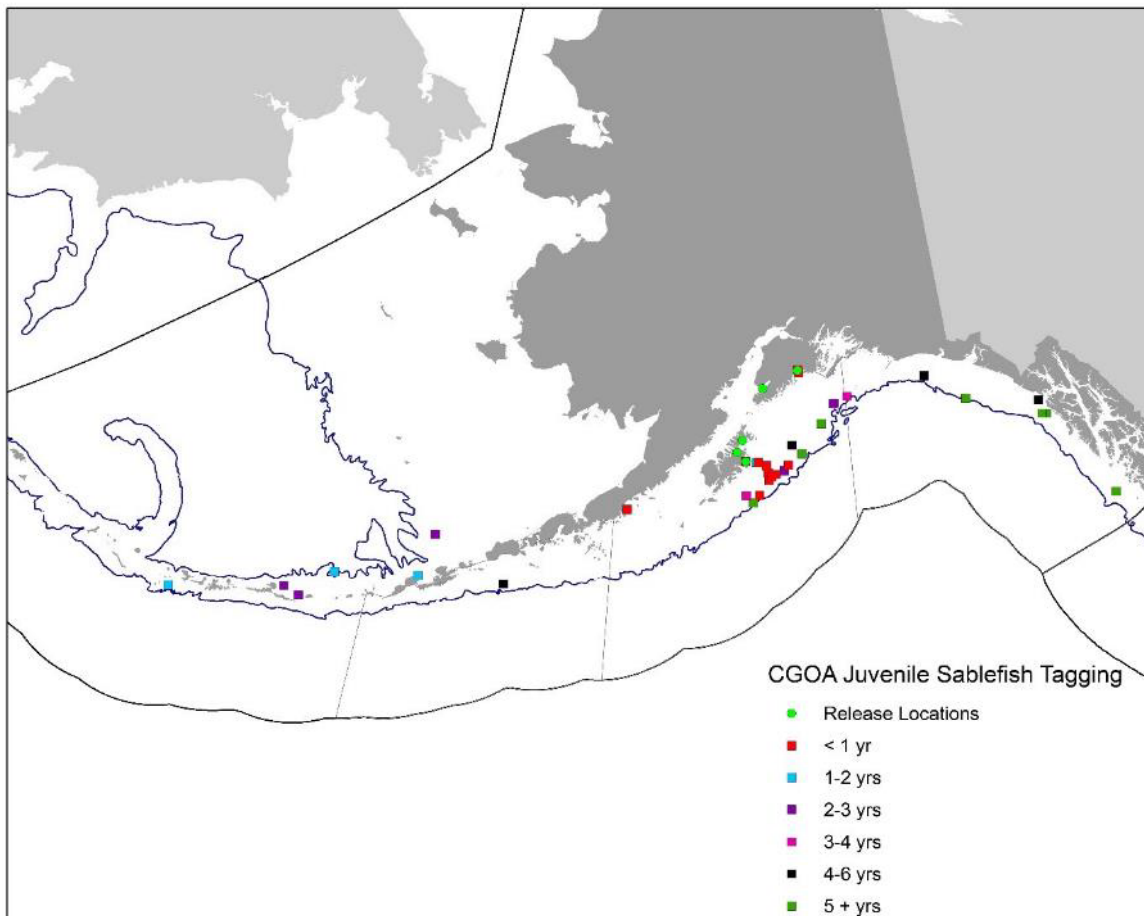 CGOA Juvenile Sablefish Tagging
Release Locations
< 1 yr
1-2 yrs
2-3 yrs
3-4 yrs
4-6 yrs
5 + yrs